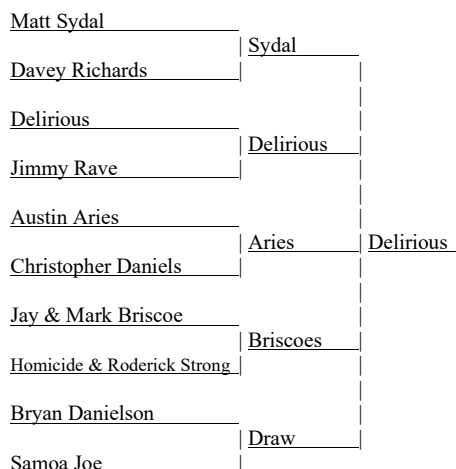 Matt Sydal
Sydal
Davey Richards
Delirious
Delirious
Jimmy Rave
Austin Aries
Aries
Delirious
Christopher Daniels
Jay & Mark Briscoe
Briscoes
Homicide & Roderick Strong
Bryan Danielson
Draw
Samoa Joe